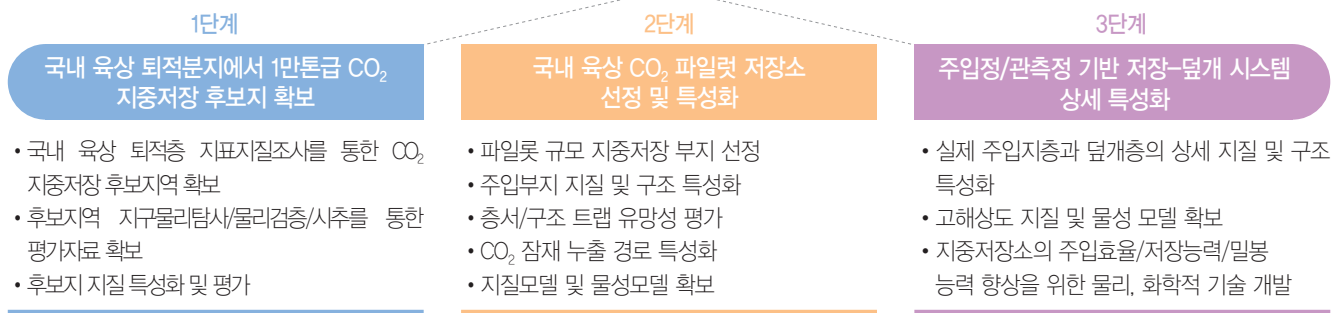 1단계
국내 육상 퇴적분지에서 1만톤급 CO₂
지중저장 후보지 확보
• 국내 육상 퇴적층 지표지질조사를 통한 CO₂
지중저장 후보지역 확보
• 후보지역 지구물리탐사/물리검층/시추를 통한
평가자료 확보
• 후보지 지질 특성화 및 평가
2단계
국내 육상 CO₂ 파일럿 저장소
선정 및 특성화
• 파일롯 규모 지중저장 부지 선정
• 주입부지 지질 및 구조 특성화
• 층서/구조 트랩 유망성 평가
• CO₂ 잠재 누출 경로 특성화
• 지질모델 및 물성모델 확보
3단계
주입정/관측정 기반 저장–덮개 시스템
상세 특성화
• 실제 주입지층과 덮개층의 상세 지질 및 구조
특성화
• 고해상도 지질 및 물성 모델 확보
• 지중저장소의 주입효율/저장능력/밀봉
능력 향상을 위한 물리, 화학적 기술 개발